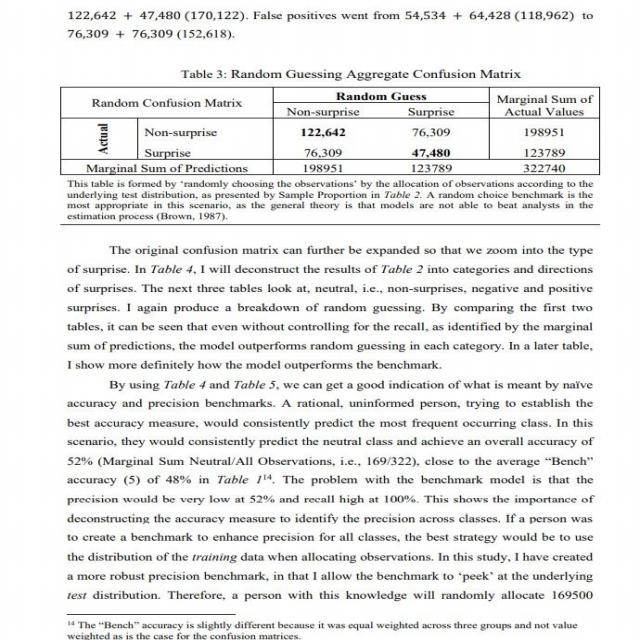 122,642 + 47,480 (170,122). False positives went from 54,534 + 64,428 (118,962) to
76,309 + 76,309 (152,618).
Table 3: Random Guessing Aggregate Confusion Matrix
Random Confusion Matrix
Random Guess
Marginal Sum of
Actual Values
Non-surprise Surprise
Actual
Non-surprise 122,642 76,309 198951
Surprise 76,309 47,480 123789
Marginal Sum of Predictions 198951 123789 322740
This table is formed by 'randomly choosing the observations' by the allocation of observations according to the
underlying test distribution, as presented by Sample Proportion in Table 2. A random choice benchmark is the
most appropriate in this scenario, as the general theory is that models are not able to beat analysts in the
estimation process (Brown, 1987).
The original confusion matrix can further be expanded so that we zoom into the type
of surprise. In Table 4, I will deconstruct the results of Table 2 into categories and directions
of surprises. The next three tables look at, neutral, i.e., non-surprises, negative and positive
surprises. I again produce a breakdown of random guessing. By comparing the first two
tables, it can be seen that even without controlling for the recall, as identified by the marginal
sum of predictions, the model outperforms random guessing in each category. In a later table,
I show more definitely how the model outperforms the benchmark.
By using Table 4 and Table 5, we can get a good indication of what is meant by naïve
accuracy and precision benchmarks. A rational, uninformed person, trying to establish the
best accuracy measure, would consistently predict the most frequent occurring class. In this
scenario, they would consistently predict the neutral class and achieve an overall accuracy of
52% (Marginal Sum Neutral/All Observations, i.e., 169/322), close to the average “Bench”
accuracy (5) of 48% in Table 1¹⁴. The problem with the benchmark model is that the
precision would be very low at 52% and recall high at 100%. This shows the importance of
deconstructing the accuracy measure to identify the precision across classes. If a person was
to create a benchmark to enhance precision for all classes, the best strategy would be to use
the distribution of the training data when allocating observations. In this study, I have created
a more robust precision benchmark, in that I allow the benchmark to ‘peek’ at the underlying
test distribution. Therefore, a person with this knowledge will randomly allocate 169500
¹⁴ The “Bench” accuracy is slightly different because it was equal weighted across three groups and not value
weighted as is the case for the confusion matrices.